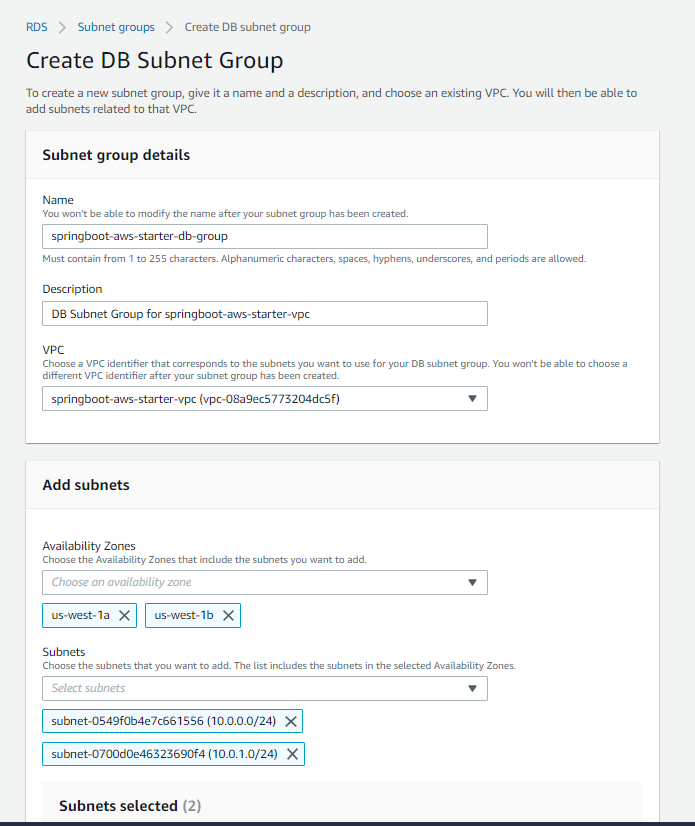 RDS > Subnet groups > Create DB subnet group
Create DB Subnet Group
To create a new subnet group, give it a name and a description, and choose an existing VPC. You will then be able to
add subnets related to that VPC.
Subnet group details
Name
You won't be able to modify the name after your subnet group has been created.
springboot-aws-starter-db-group
Must contain from 1 to 255 characters. Alphanumeric characters, spaces, hyphens, underscores, and periods are allowed.
Description
DB Subnet Group for springboot-aws-starter-vpc
VPC
Choose a VPC identifier that corresponds to the subnets you want to use for your DB subnet group. You won't be able to choose a
different VPC identifier after your subnet group has been created.
springboot-aws-starter-vpc (vpc-08a9ec5773204dc5f)
Add subnets
Availability Zones
Choose the Availability Zones that include the subnets you want to add.
Choose an availability zone
us-west-1a us-west-1b
Subnets
Choose the subnets that you want to add. The list includes the subnets in the selected Availability Zones.
Select subnets
subnet-0549f0b4e7c661556 (10.0.0.0/24)
subnet-0700d0e46323690f4 (10.0.1.0/24)
Subnets selected (2)